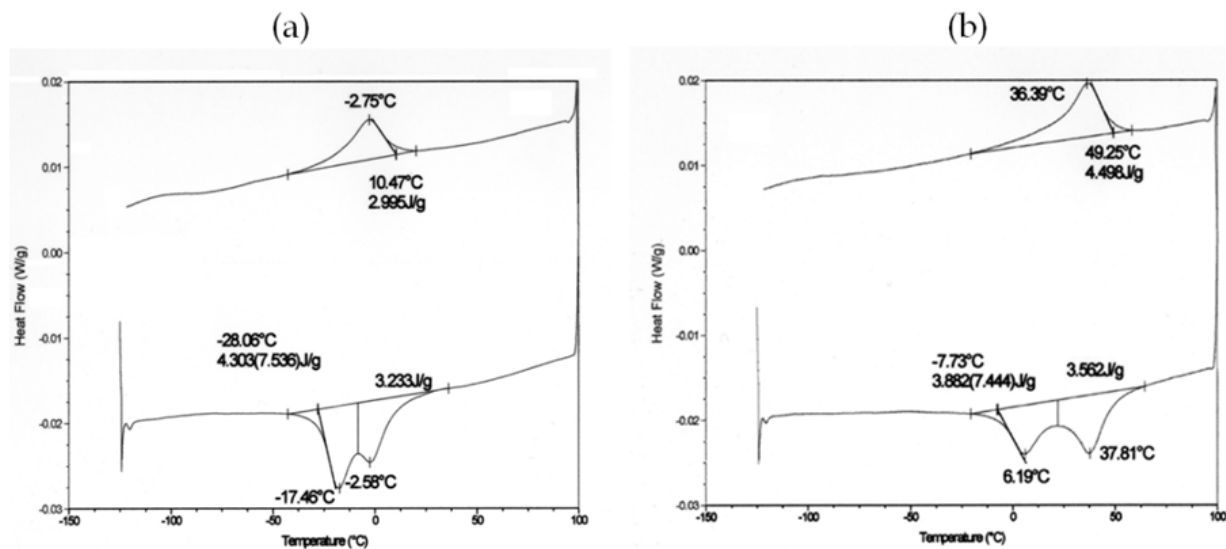 (a)
0.02
0.01
0.00
-0.01
-0.02
-0.03
Heat Flow (W/g)
-2.75°C
10.47°C
2.995J/g
-28.06°C
4.303(7.536)J/g
3.233J/g
-17.46°C
-2.58°C
-150
-100
-50
0
50
100
Temperature (°C)
(b)
0.02
0.01
0.00
-0.01
-0.02
-0.03
Heat Flow (W/g)
36.39°C
49.25°C
4.498J/g
-7.73°C
3.882(7.444)J/g
3.562J/g
6.19°C
37.81°C
-150
-100
-50
0
50
100
Temperature (°C)